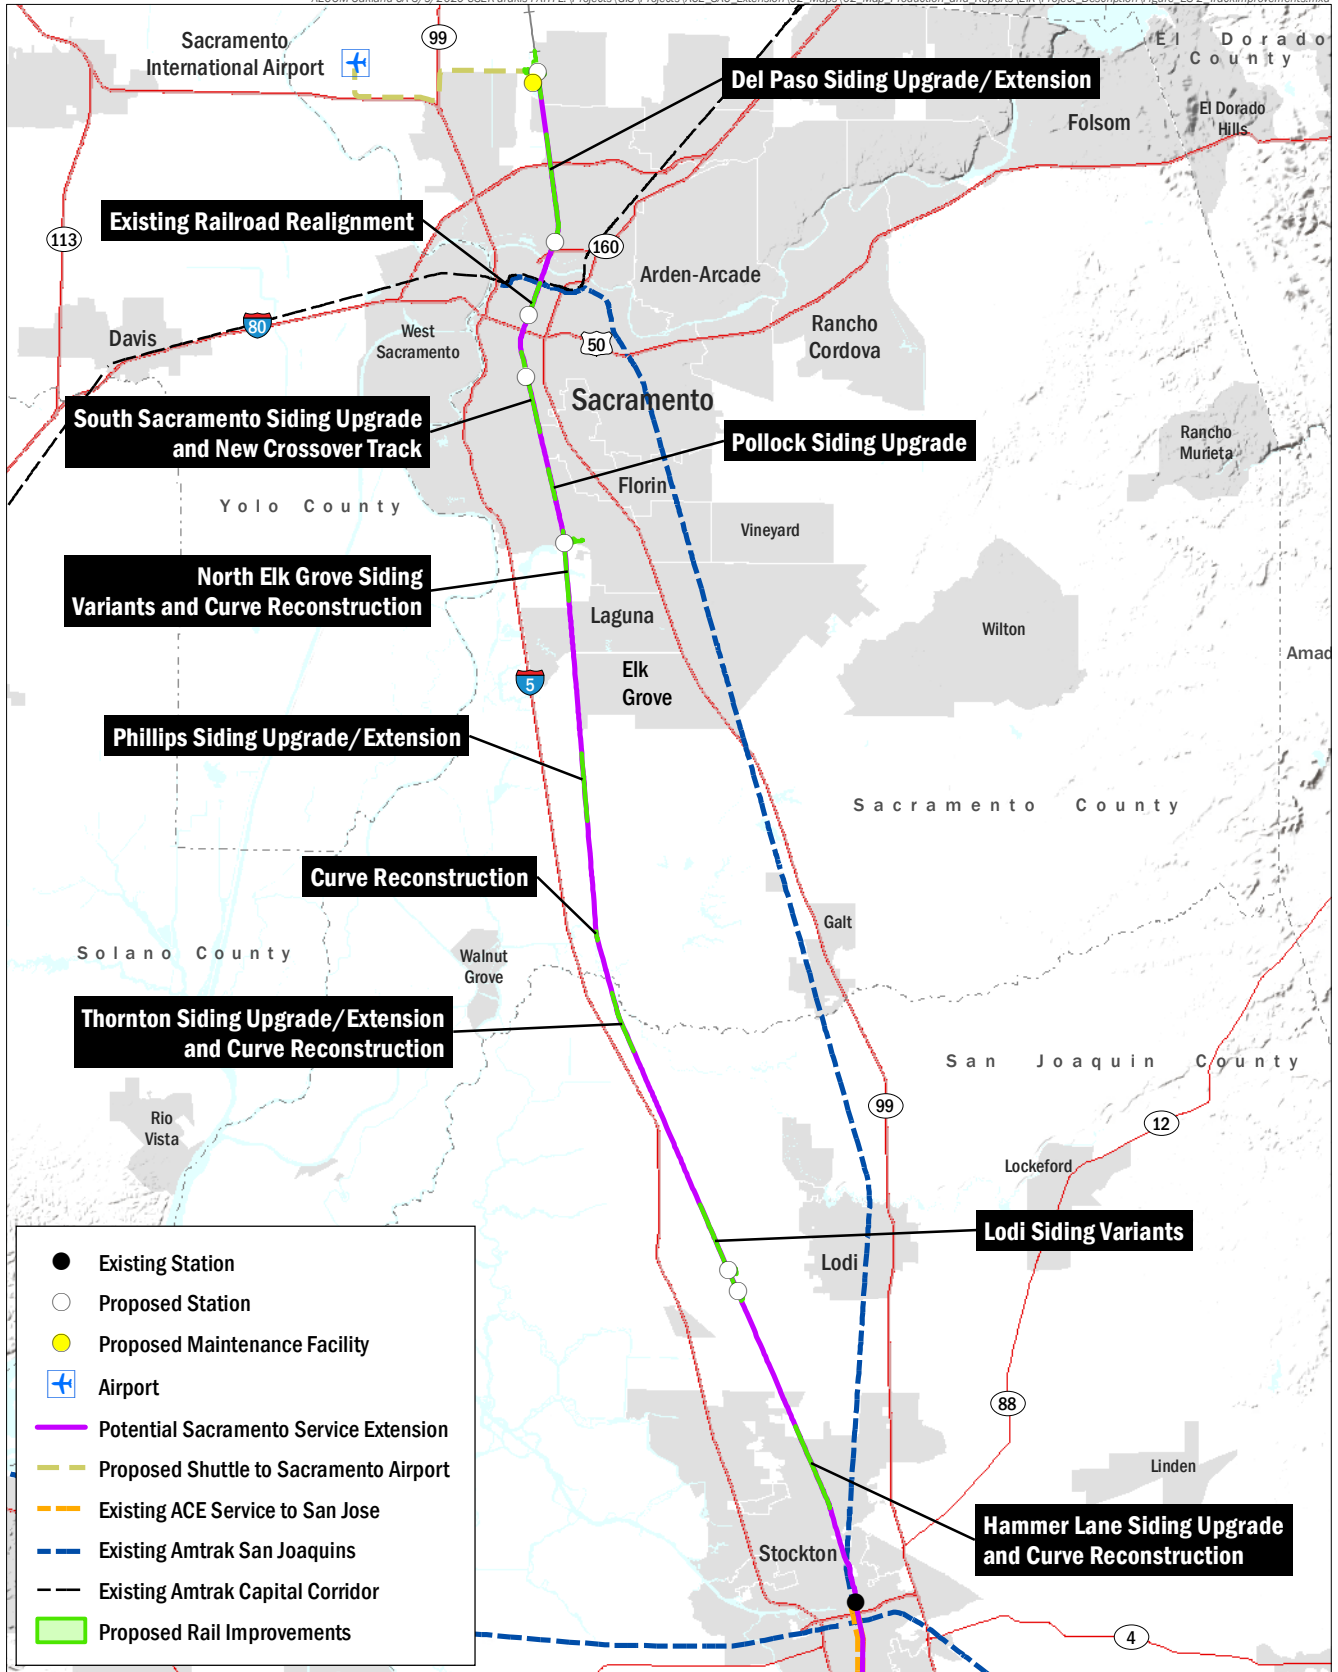 Sacramento
International Airport
99
El Dorado
County
Del Paso Siding Upgrade/Extension
El Dorado
Hills
Folsom
Existing Railroad Realignment
113
160
Arden-Arcade
80
Davis
West
Sacramento
50
Rancho
Cordova
Sacramento
South Sacramento Siding Upgrade
and New Crossover Track
Pollock Siding Upgrade
Rancho
Murieta
Florin
Yolo County
Vineyard
North Elk Grove Siding
Variants and Curve Reconstruction
Laguna
Wilton
Amad
Elk
Grove
5
Phillips Siding Upgrade/Extension
Sacramento County
Curve Reconstruction
Galt
Solano County
Walnut
Grove
Thornton Siding Upgrade/Extension
and Curve Reconstruction
San Joaquin County
99
12
Rio
Vista
Lockeford
Lodi Siding Variants
Lodi
88
Linden
Hammer Lane Siding Upgrade
and Curve Reconstruction
Stockton
4
Existing Station
Proposed Station
Proposed Maintenance Facility
Airport
Potential Sacramento Service Extension
Proposed Shuttle to Sacramento Airport
Existing ACE Service to San Jose
Existing Amtrak San Joaquins
Existing Amtrak Capital Corridor
Proposed Rail Improvements